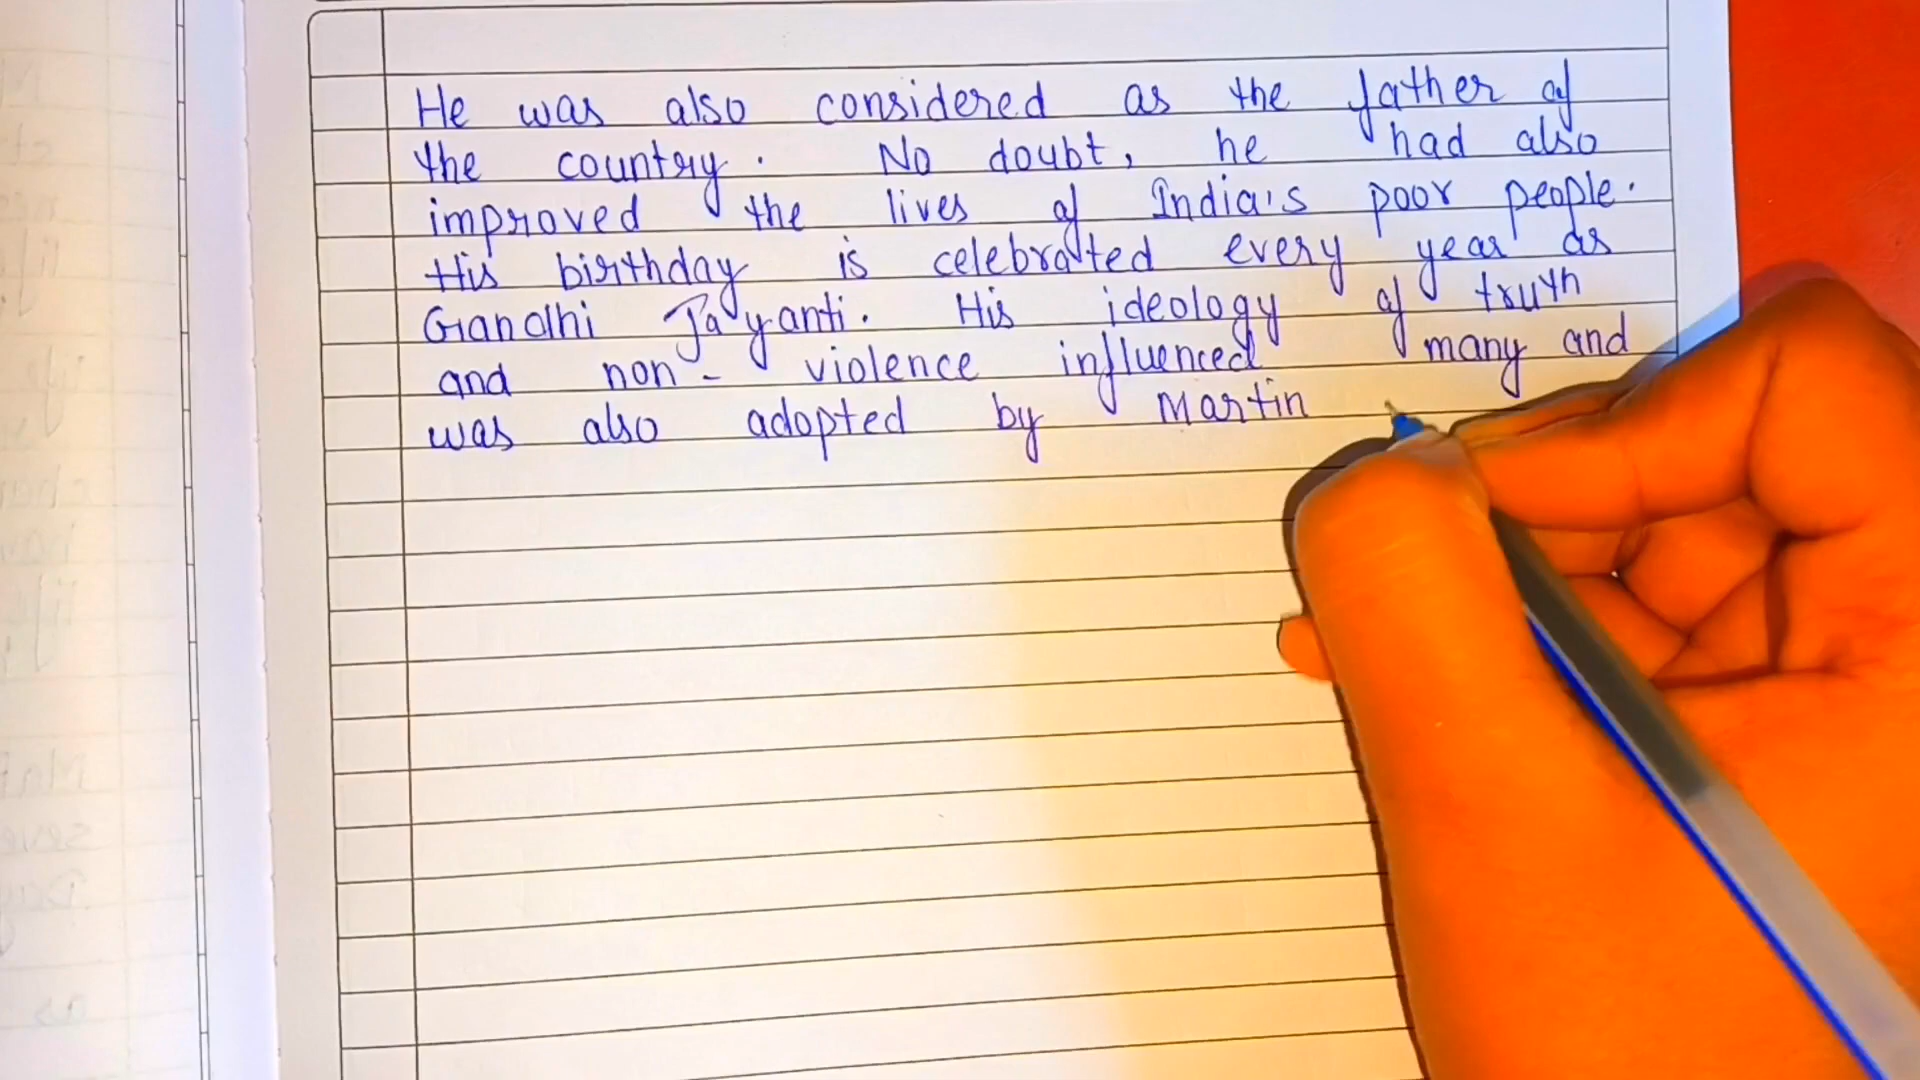 He was also considered as the father of
the country. No doubt, he had also
improved the lives of India's poor people.
His birthday is celebrated every year as
Gandhi Jayanti. His ideology of truth
and non- violence influenced many and
was also adopted by Martin